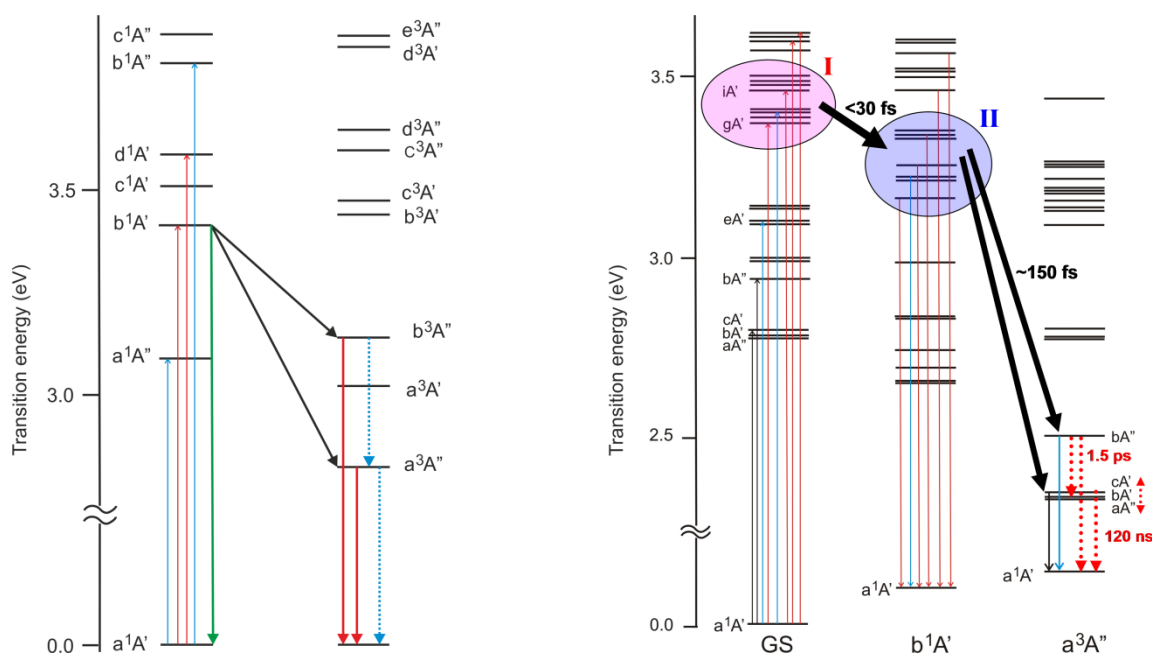 Transition energy (eV)
3.5
3.0
0.0
c¹A”
b¹A”
d¹A’
c¹A’
b¹A’
a¹A”
a¹A’
e³A”
d³A’
d³A”
c³A”
c³A’
b³A’
b³A”
a³A’
a³A”
Transition energy (eV)
3.5
3.0
2.5
0.0
I
iA’
gA’
<30 fs
II
eA’
bA”
cA’
bA’
aA”
~150 fs
bA”
1.5 ps
cA’
bA’
aA”
120 ns
a¹A’
a¹A’
a¹A’
GS
b¹A’
a³A”